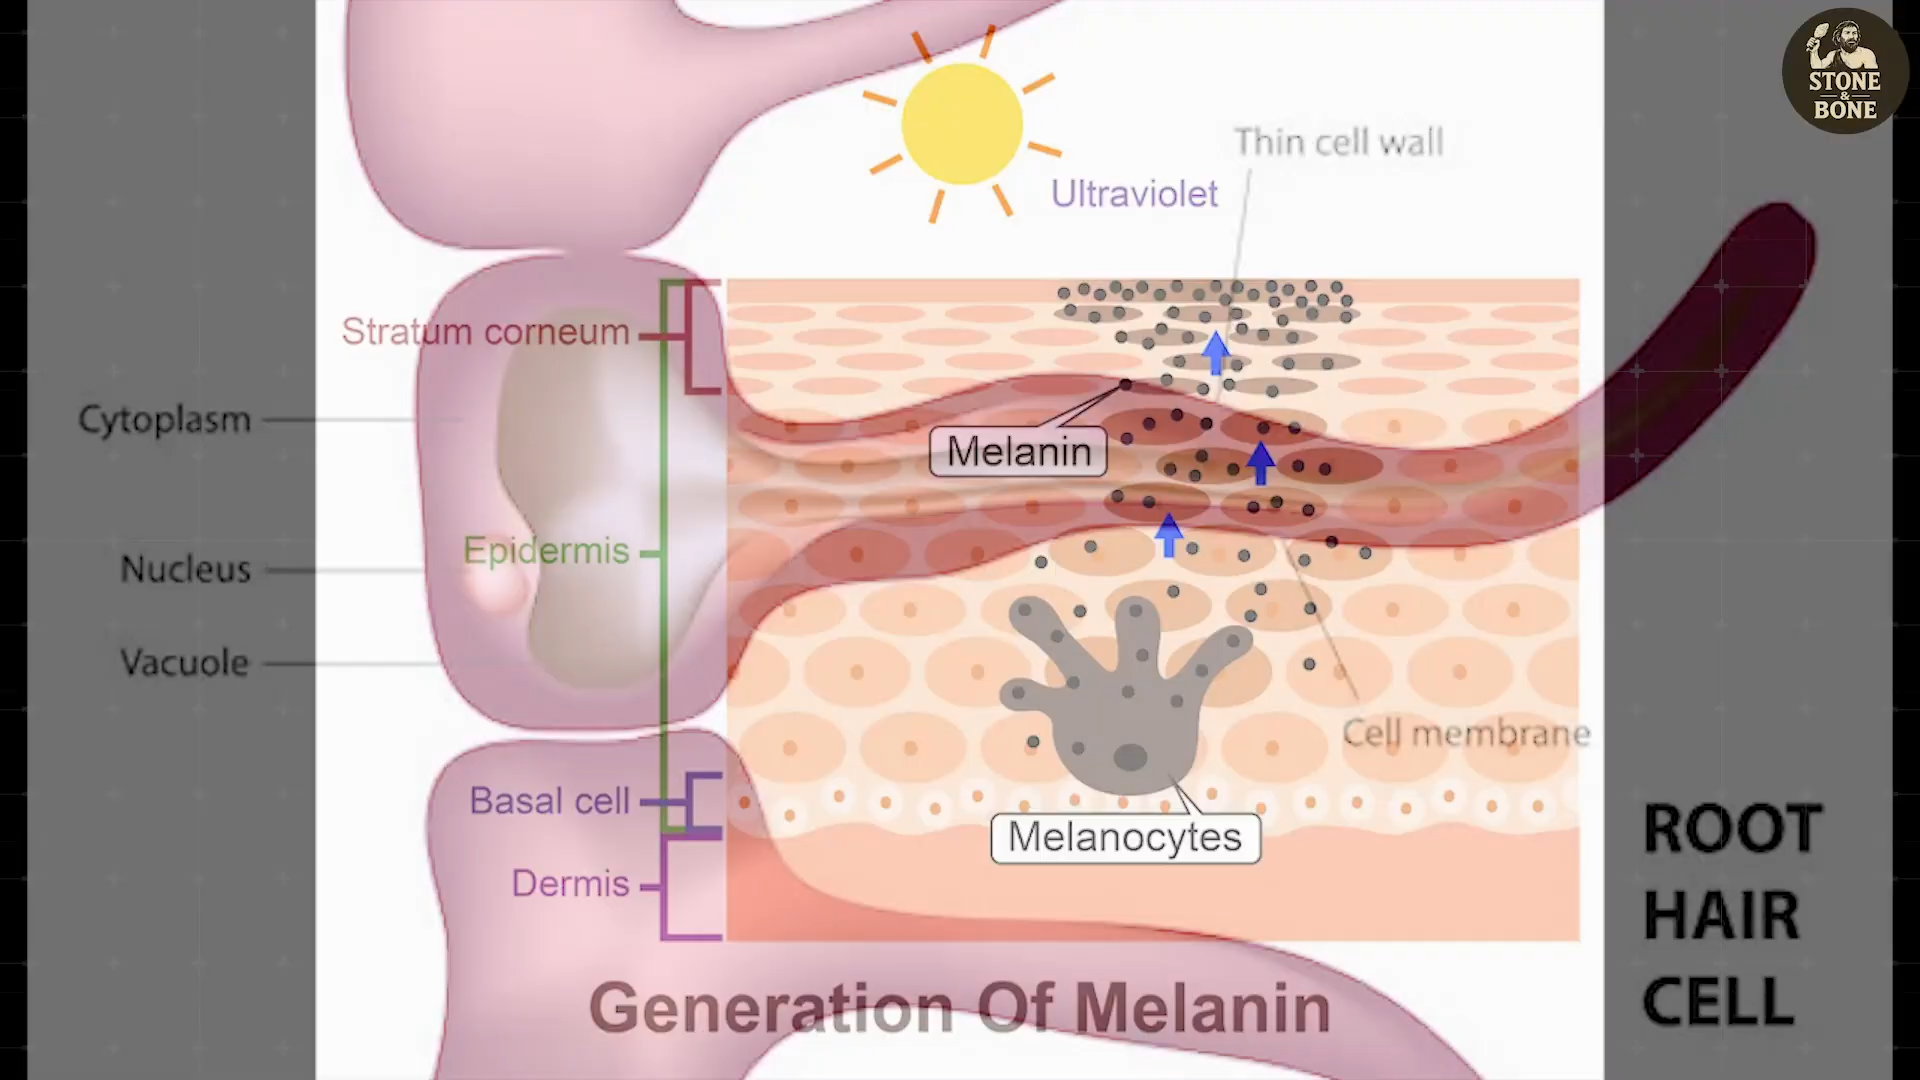 STONE
&
BONE
Thin cell wall
Ultraviolet
Stratum corneum
Cytoplasm
Melanin
Epidermis
Nucleus
Vacuole
Cell membrane
Basal cell
Melanocytes
Dermis
ROOT
HAIR
CELL
Generation Of Melanin